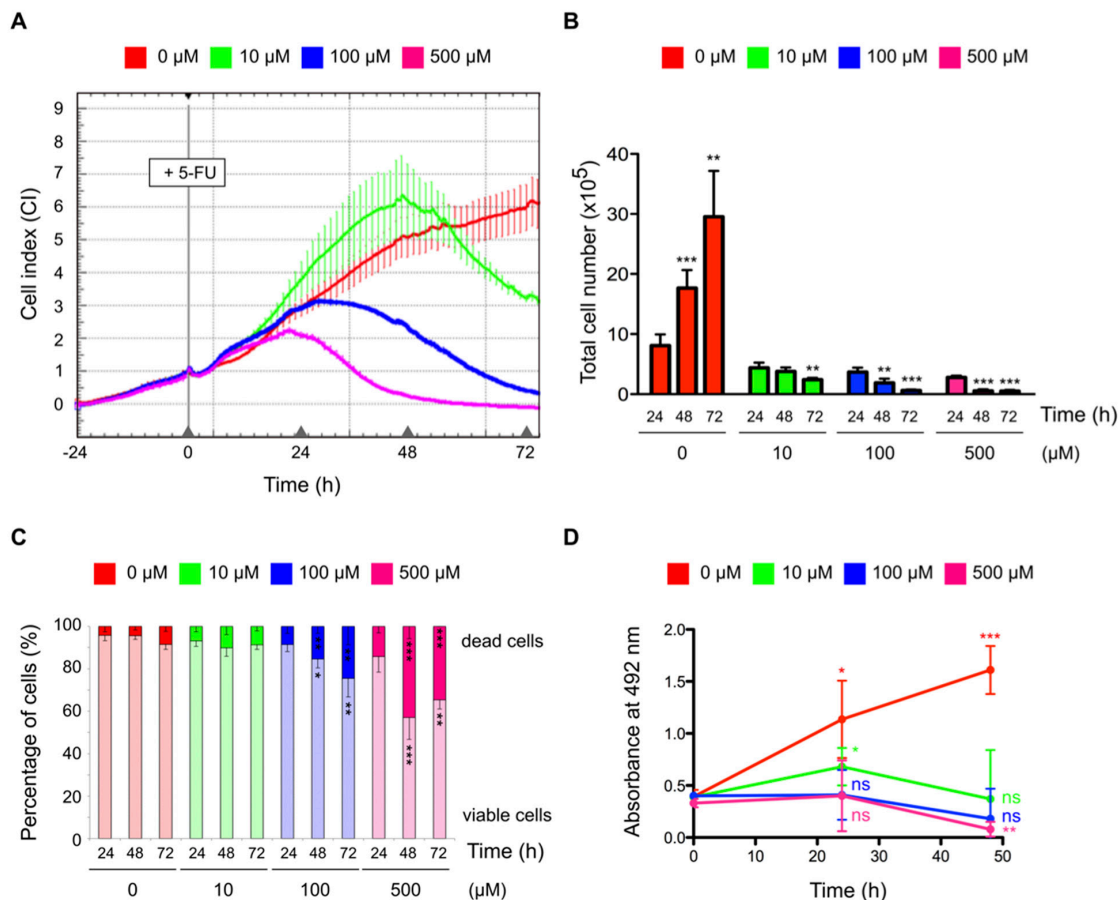 A
0 µM 10 µM 100 µM 500 µM
Cell index (CI)
9
8
7
6
5
4
3
2
1
0
+ 5-FU
-24 0 24 48 72
Time (h)
B
0 µM 10 µM 100 µM 500 µM
Total cell number (x10⁵)
40
30
20
10
0
** *** ** ** *** *** ***
24 48 72 24 48 72 24 48 72 24 48 72 Time (h)
0 10 100 500 (µM)
C
0 µM 10 µM 100 µM 500 µM
Percentage of cells (%)
100
80
60
40
20
0
dead cells
viable cells
24 48 72 24 48 72 24 48 72 24 48 72 Time (h)
0 10 100 500 (µM)
D
0 µM 10 µM 100 µM 500 µM
Absorbance at 492 nm
2.0
1.5
1.0
0.5
0.0
*
***
*
ns
ns
ns
ns
**
0 10 20 30 40 50
Time (h)